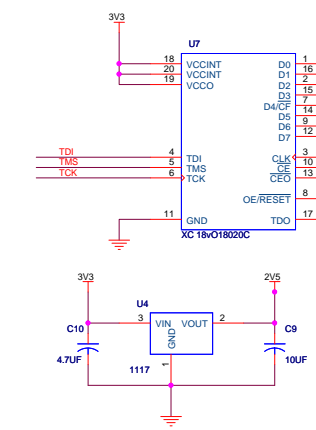 3V3
U7
18 VCCINT D0 1
20 VCCINT D1 16
19 VCCO D2 2
D3 15
D4/CF 7
D5 14
D6 9
D7 12
TDI 4 TDI CLK 3
TMS 5 TMS CE 10
TCK 6 TCK CEO 13
OE/RESET 8
11 GND TDO 17
XC 18vO18020C
3V3 2V5
U4
C10 3 VIN VOUT 2 C9
GND
4.7UF 1117 1 10UF